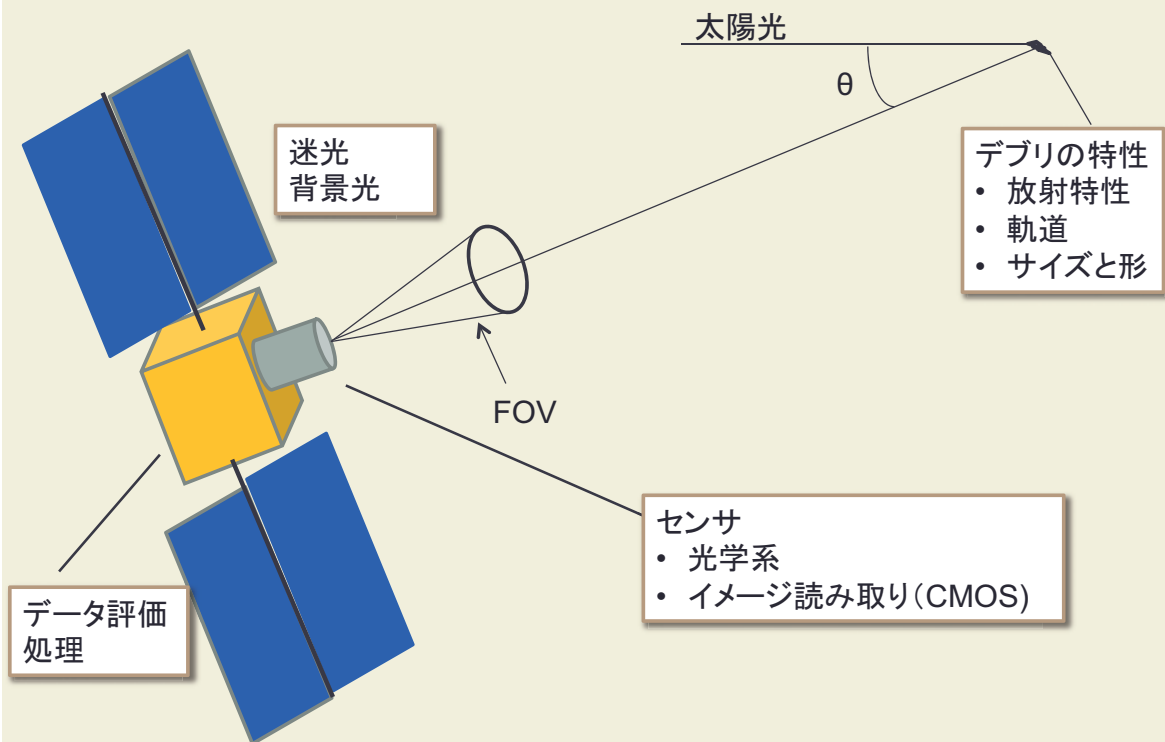 太陽光
θ
迷光
背景光
デブリの特性
• 放射特性
• 軌道
• サイズと形
FOV
センサ
• 光学系
• イメージ読み取り(CMOS)
データ評価
処理